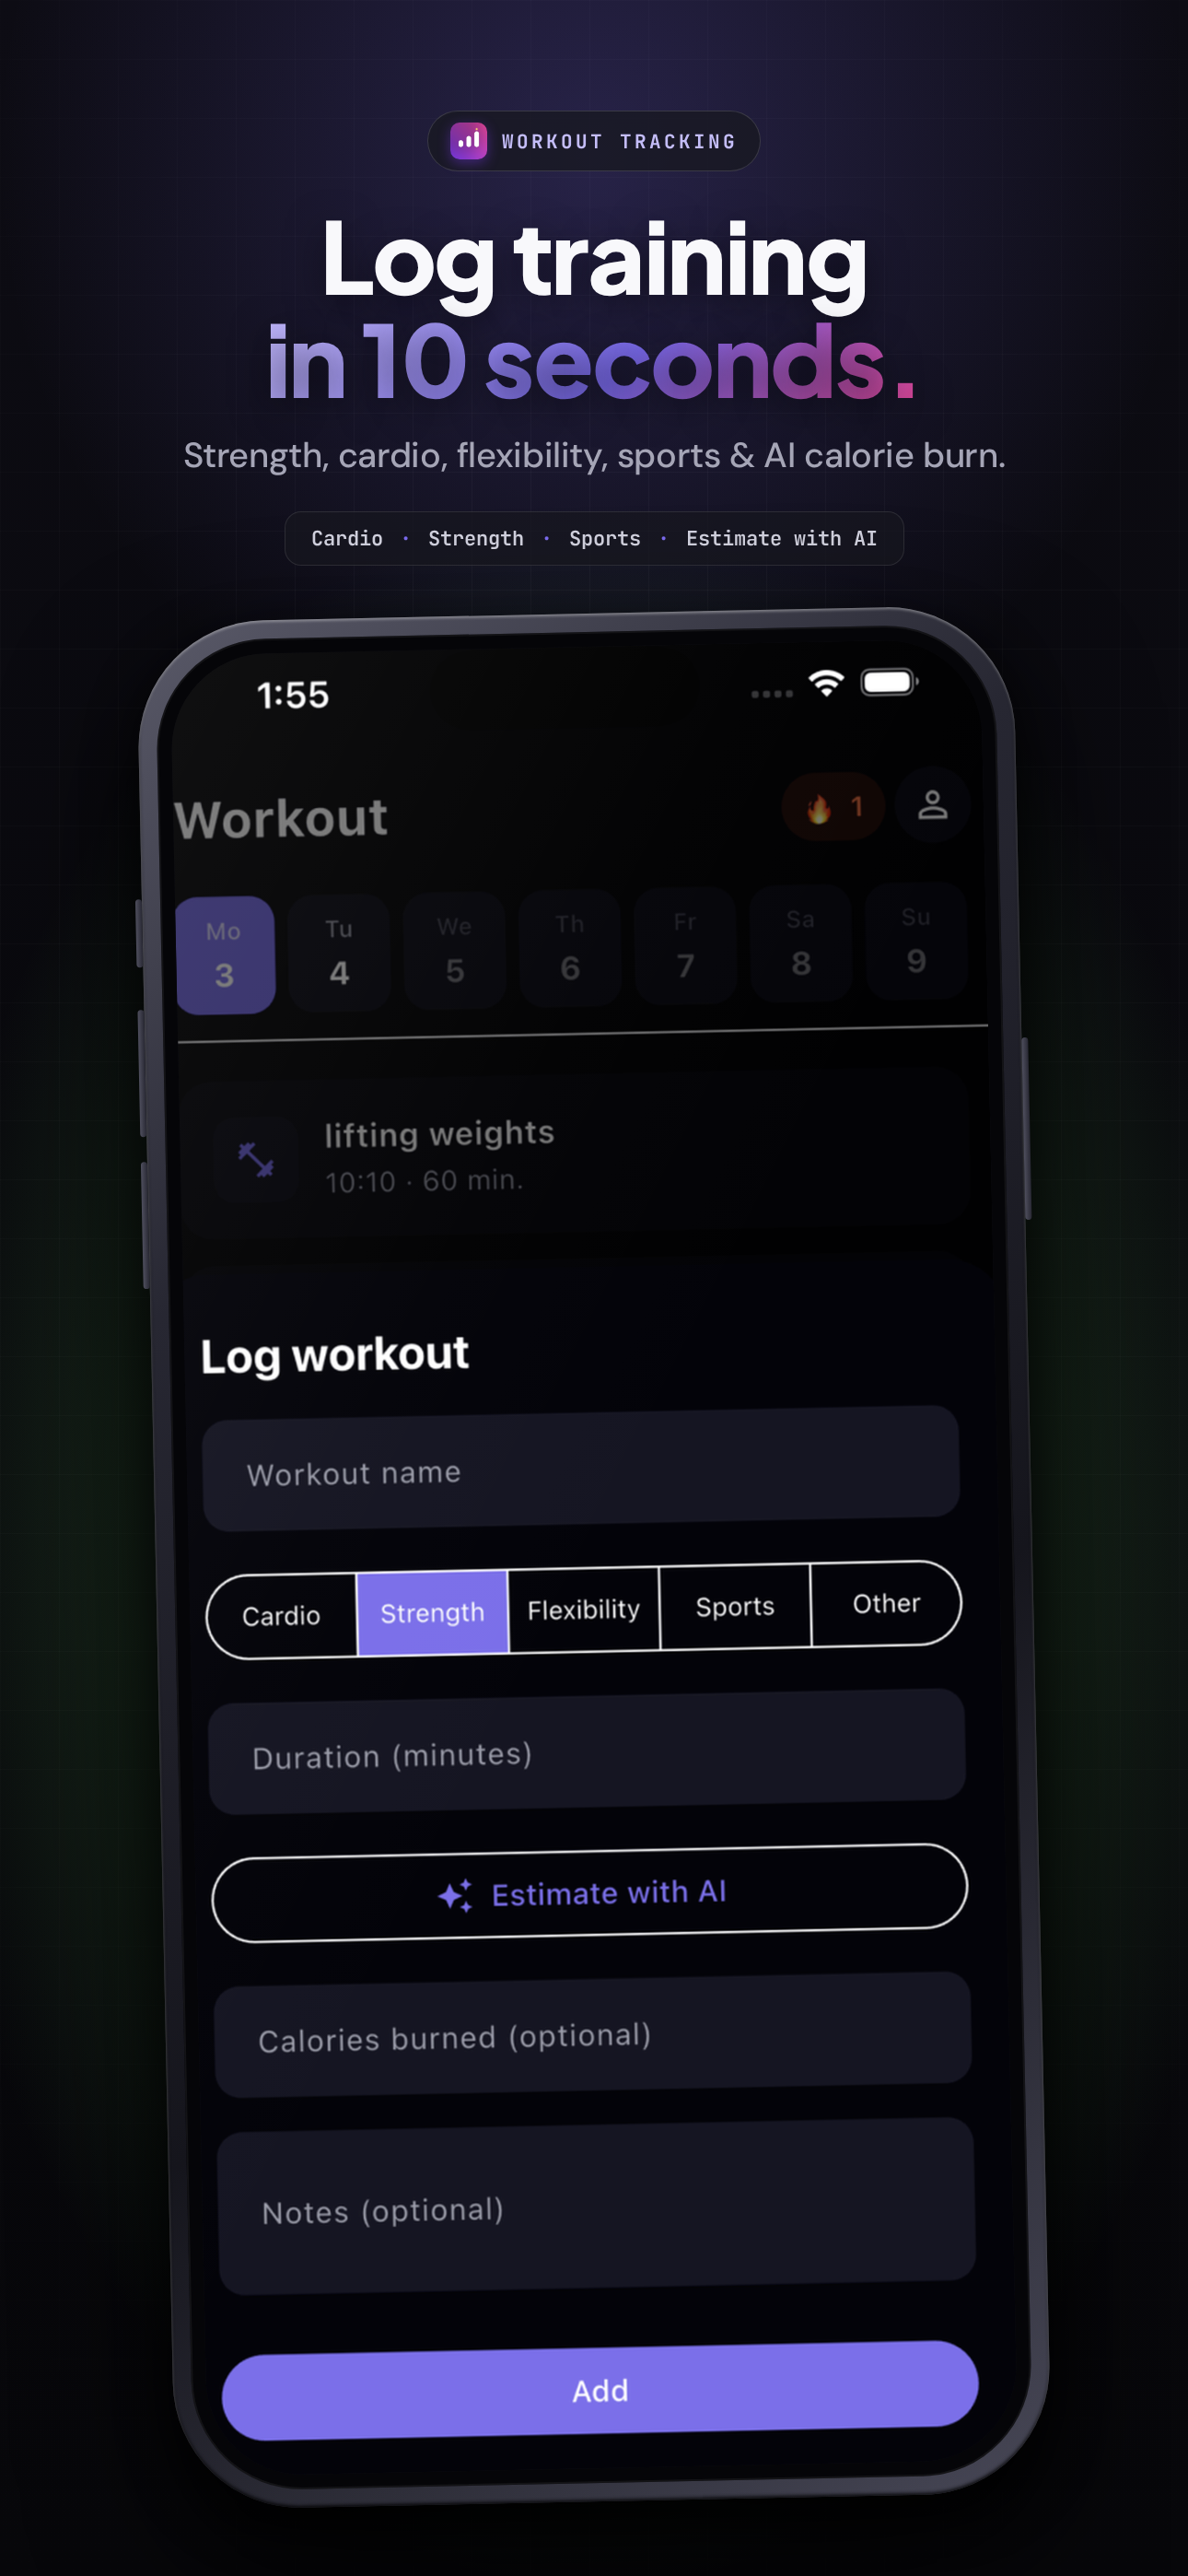 WORKOUT TRACKING
Log training
in 10 seconds.
Strength, cardio, flexibility, sports & AI calorie burn.
Cardio · Strength · Sports · Estimate with AI
1:55
Workout
1
Mo Tu We Th Fr Sa Su
3 4 5 6 7 8 9
lifting weights
10:10 · 60 min.
Log workout
Workout name
Cardio Strength Flexibility Sports Other
Duration (minutes)
Estimate with AI
Calories burned (optional)
Notes (optional)
Add